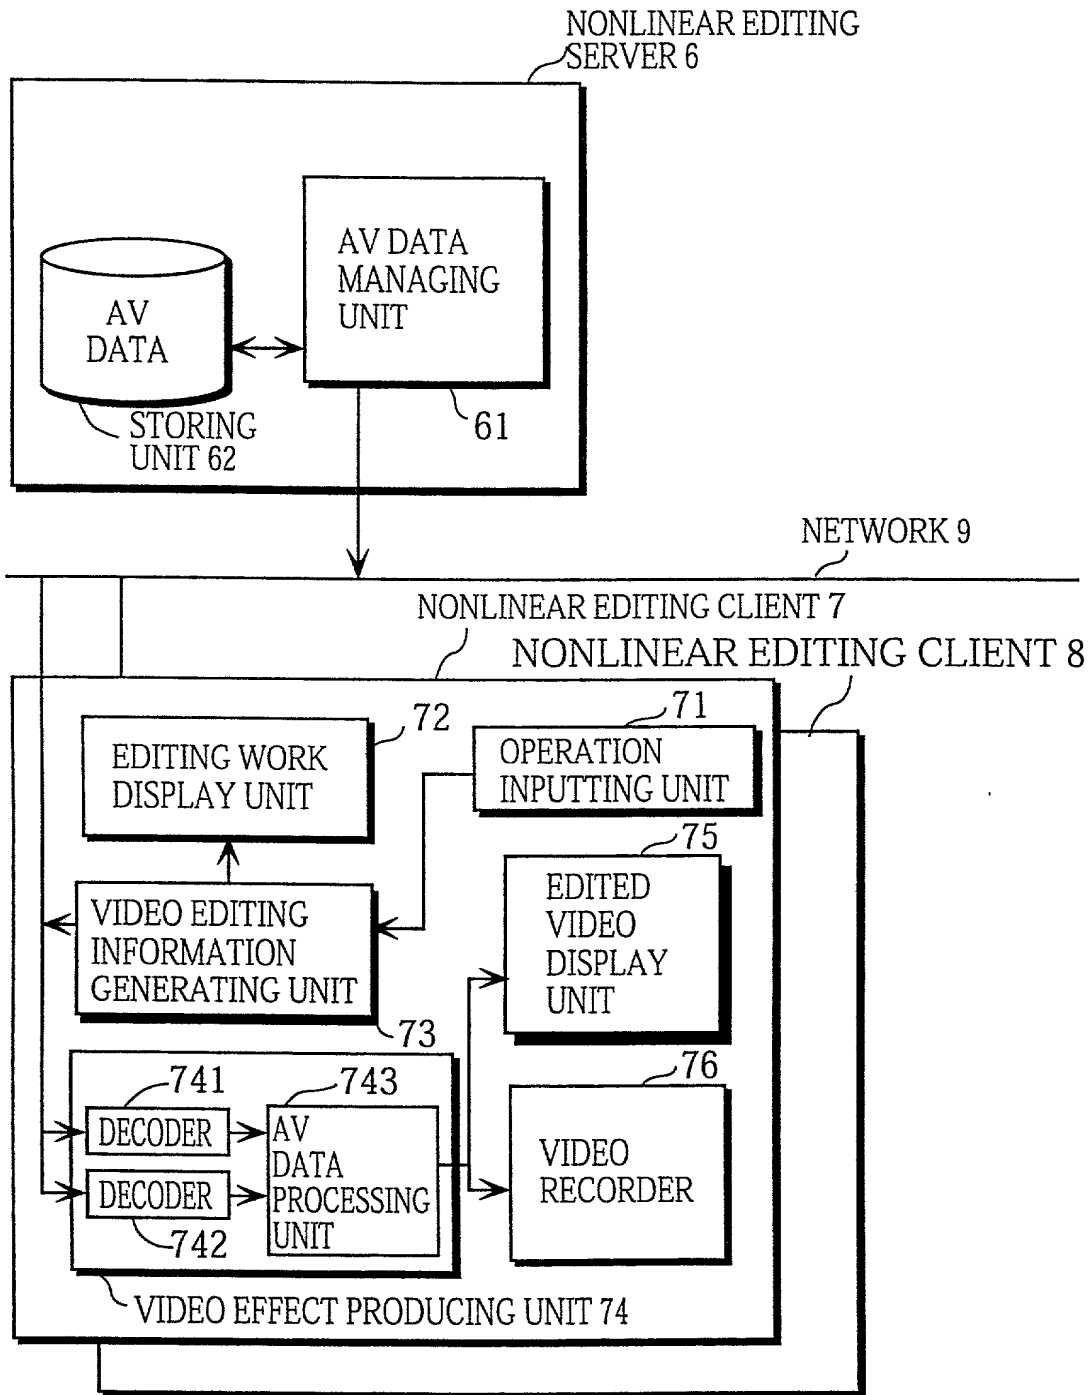 NONLINEAR EDITING
SERVER 6
AV DATA
MANAGING
UNIT
AV
DATA
61
STORING
UNIT 62
NETWORK 9
NONLINEAR EDITING CLIENT 7
NONLINEAR EDITING CLIENT 8
72
71
EDITING WORK
DISPLAY UNIT
OPERATION
INPUTTING UNIT
75
VIDEO EDITING
INFORMATION
GENERATING UNIT
EDITED
VIDEO
DISPLAY
UNIT
73
741
743
76
DECODER
AV
DATA
PROCESSING
UNIT
DECODER
742
VIDEO
RECORDER
VIDEO EFFECT PRODUCING UNIT 74